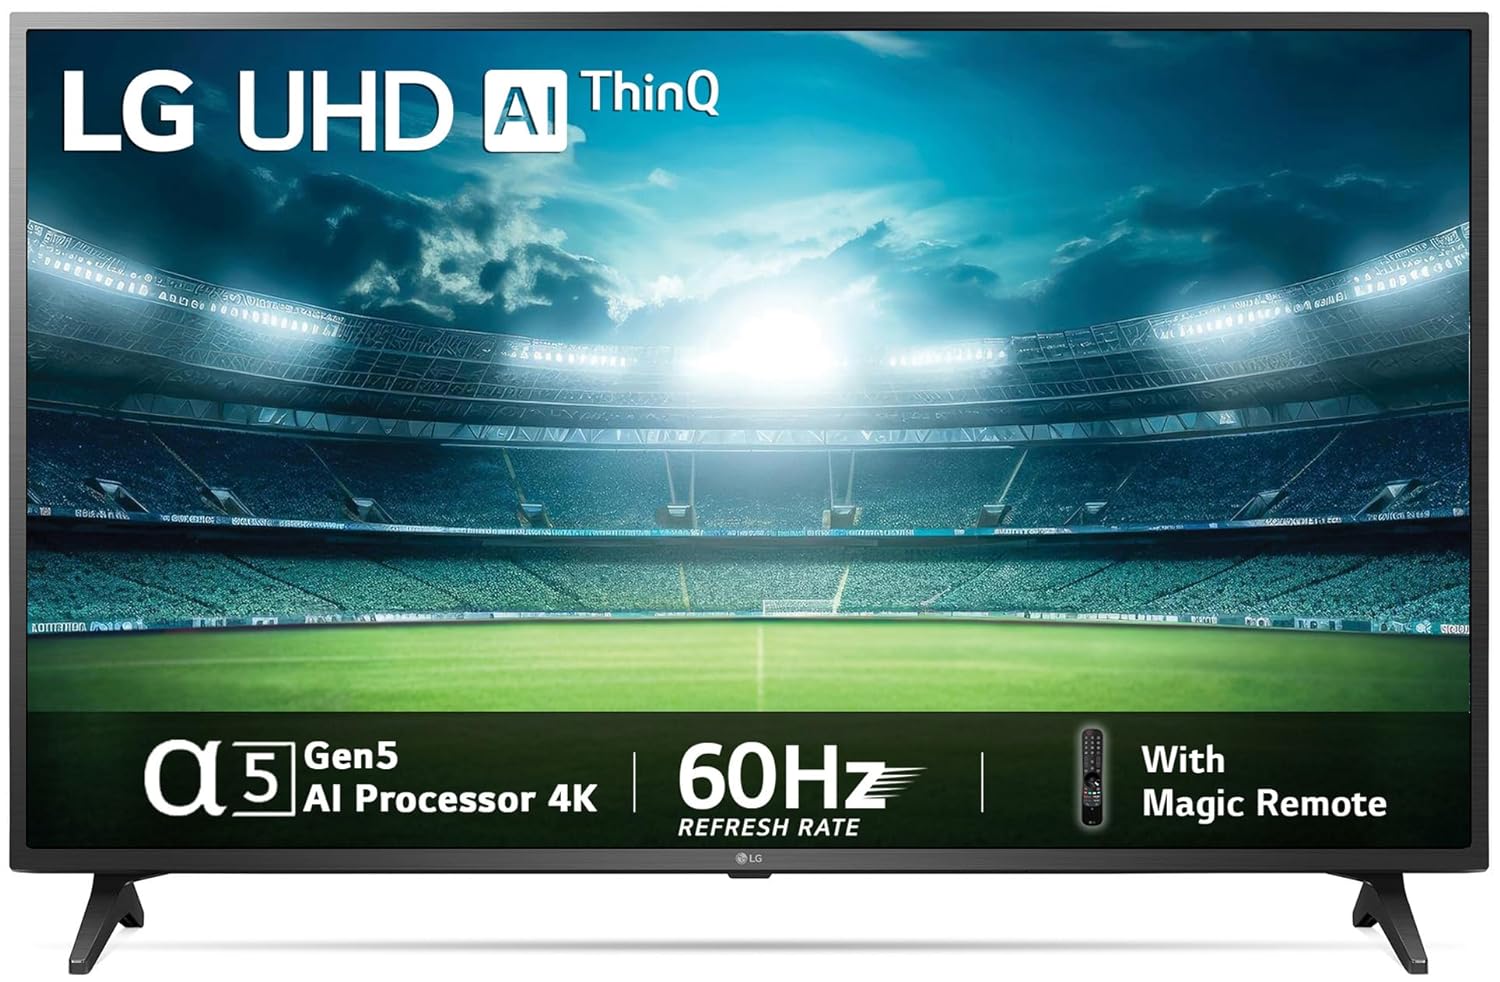 LG UHD AI ThinQ
α5 Gen5
AI Processor 4K
60Hz
REFRESH RATE
With
Magic Remote
LG